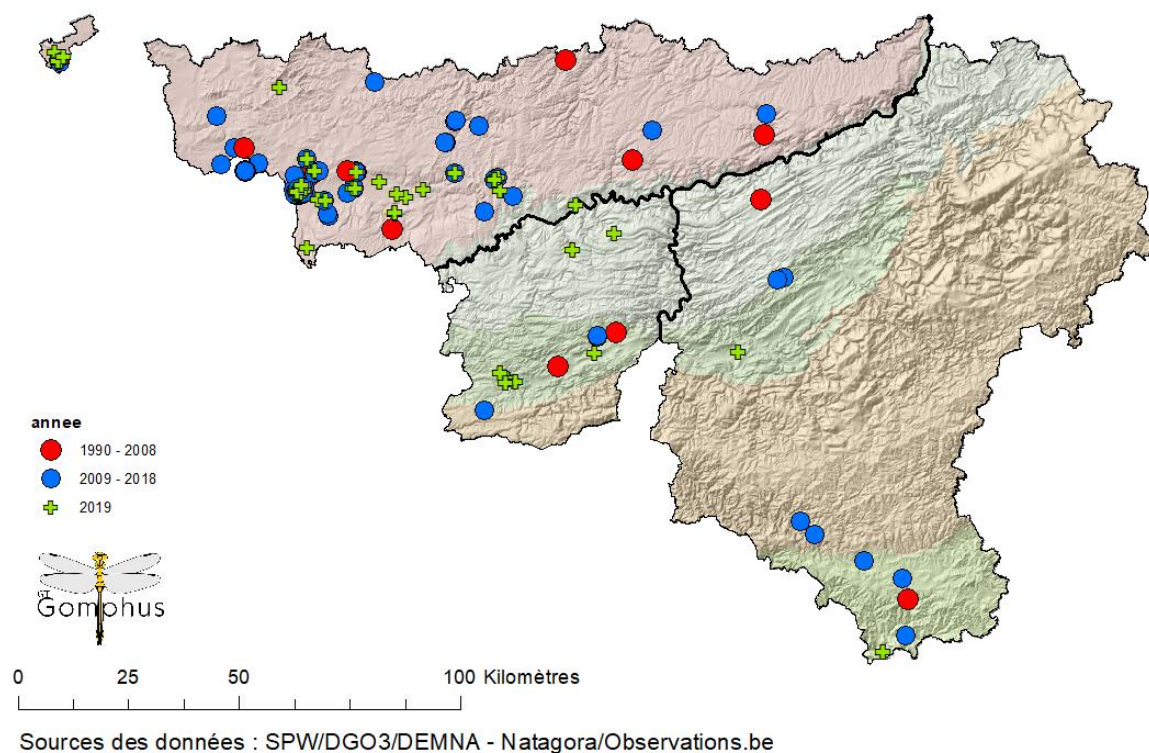 annee
1990 - 2008
2009 - 2018
2019
GT
Gomphus
0 25 50 100 Kilomètres
Sources des données : SPW/DGO3/DEMNA - Natagora/Observations.be